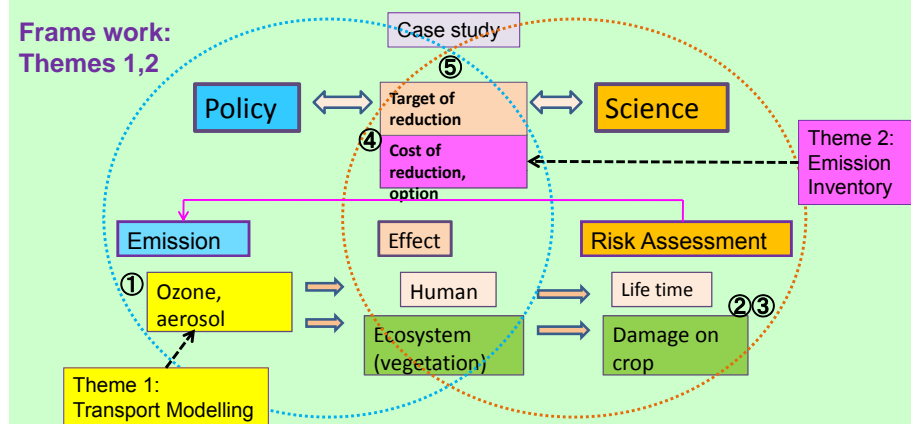 Frame work:
Themes 1,2
Case study
⑤
Policy
Target of
reduction
Science
④
Cost of
reduction,
option
Theme 2:
Emission
Inventory
Emission
Effect
Risk Assessment
①
Ozone,
aerosol
Human
Life time
②③
Ecosystem
(vegetation)
Damage on
crop
Theme 1:
Transport Modelling